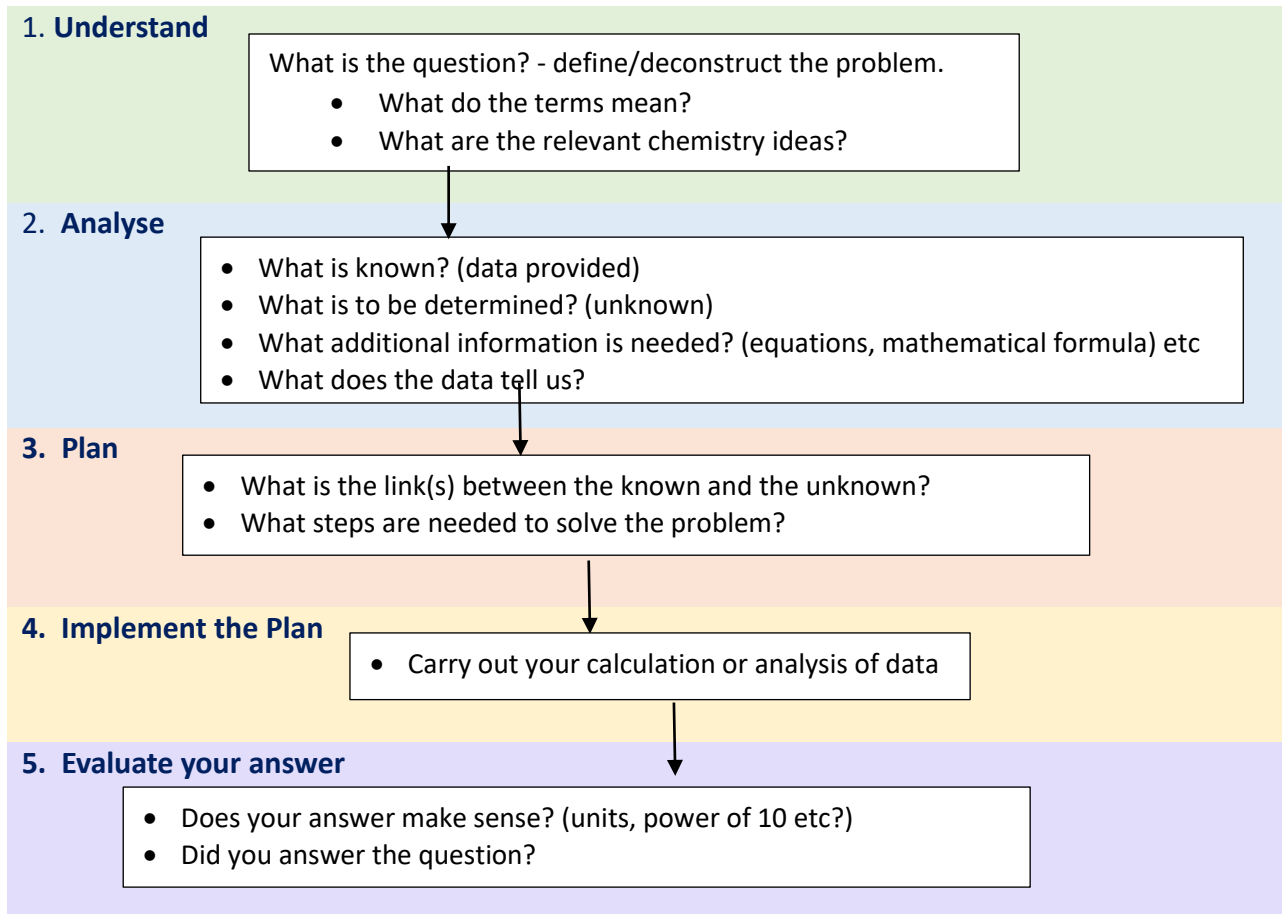 1. Understand
What is the question? - define/deconstruct the problem.
• What do the terms mean?
• What are the relevant chemistry ideas?
2. Analyse
• What is known? (data provided)
• What is to be determined? (unknown)
• What additional information is needed? (equations, mathematical formula) etc
• What does the data tell us?
3. Plan
• What is the link(s) between the known and the unknown?
• What steps are needed to solve the problem?
4. Implement the Plan
• Carry out your calculation or analysis of data
5. Evaluate your answer
• Does your answer make sense? (units, power of 10 etc?)
• Did you answer the question?